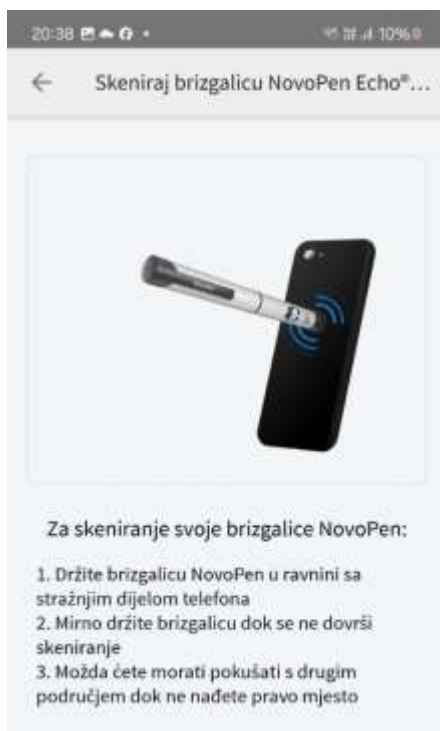 20:38
10%
Skeniraj brizgalicu NovoPen Echo®...
Za skeniranje svoje brizgalice NovoPen:
1. Držite brizgalicu NovoPen u ravnini sa
stražnjim dijelom telefona
2. Mirno držite brizgalicu dok se ne dovrši
skeniranje
3. Možda ćete morati pokušati s drugim
područjem dok ne nađete pravo mjesto